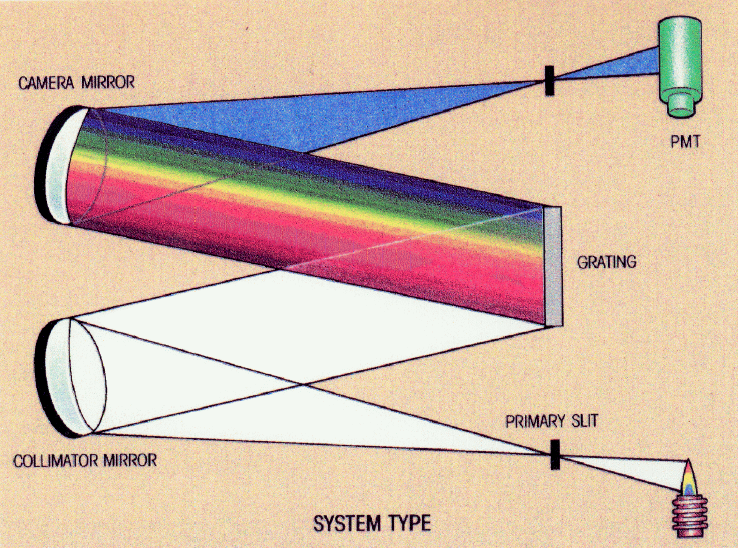 CAMERA MIRROR
PMT
GRATING
PRIMARY SLIT
COLLIMATOR MIRROR
SYSTEM TYPE